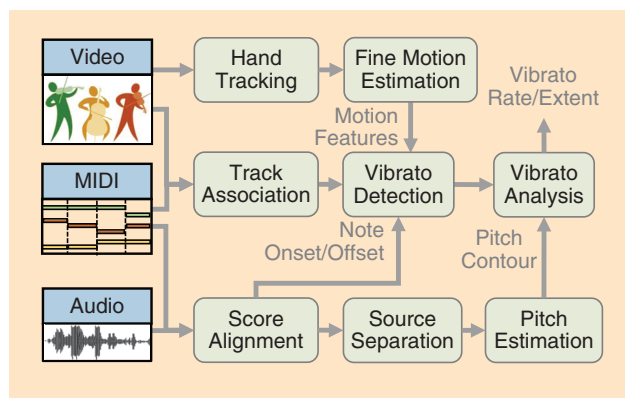 Video
Hand
Tracking
Fine Motion
Estimation
Vibrato
Rate/Extent
Motion
Features
MIDI
Track
Association
Vibrato
Detection
Vibrato
Analysis
Note
Onset/Offset
Pitch
Contour
Audio
Score
Alignment
Source
Separation
Pitch
Estimation